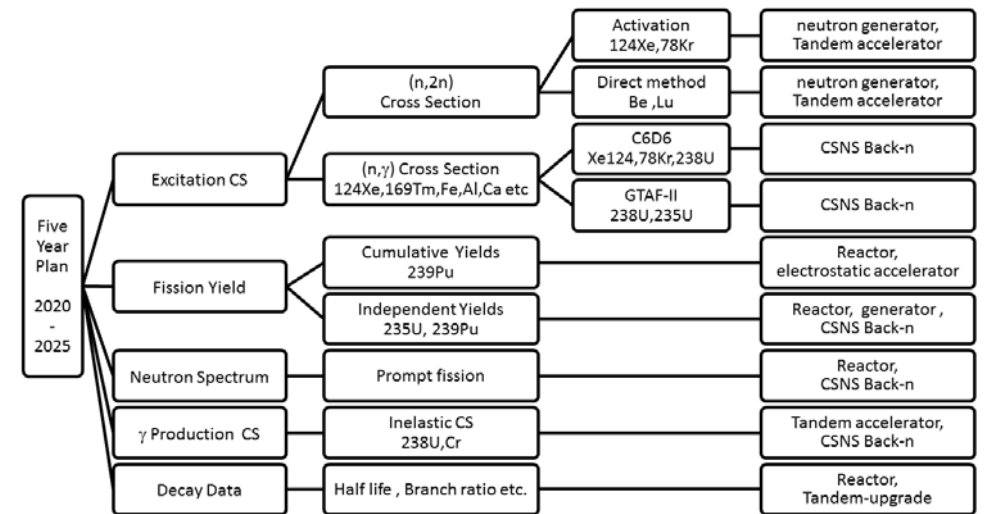 Five
Year
Plan
2020
-
2025
Excitation CS
(n,2n)
Cross Section
Activation
124Xe,78Kr
neutron generator,
Tandem accelerator
Direct method
Be ,Lu
neutron generator,
Tandem accelerator
(n,γ) Cross Section
124Xe,169Tm,Fe,Al,Ca etc
C6D6
Xe124,78Kr,238U
CSNS Back-n
GTAF-II
238U,235U
CSNS Back-n
Fission Yield
Cumulative Yields
239Pu
Reactor,
electrostatic accelerator
Independent Yields
235U, 239Pu
Reactor, generator ,
CSNS Back-n
Neutron Spectrum
Prompt fission
Reactor,
CSNS Back-n
γ Production CS
Inelastic CS
238U,Cr
Tandem accelerator,
CSNS Back-n
Decay Data
Half life , Branch ratio etc.
Reactor,
Tandem-upgrade